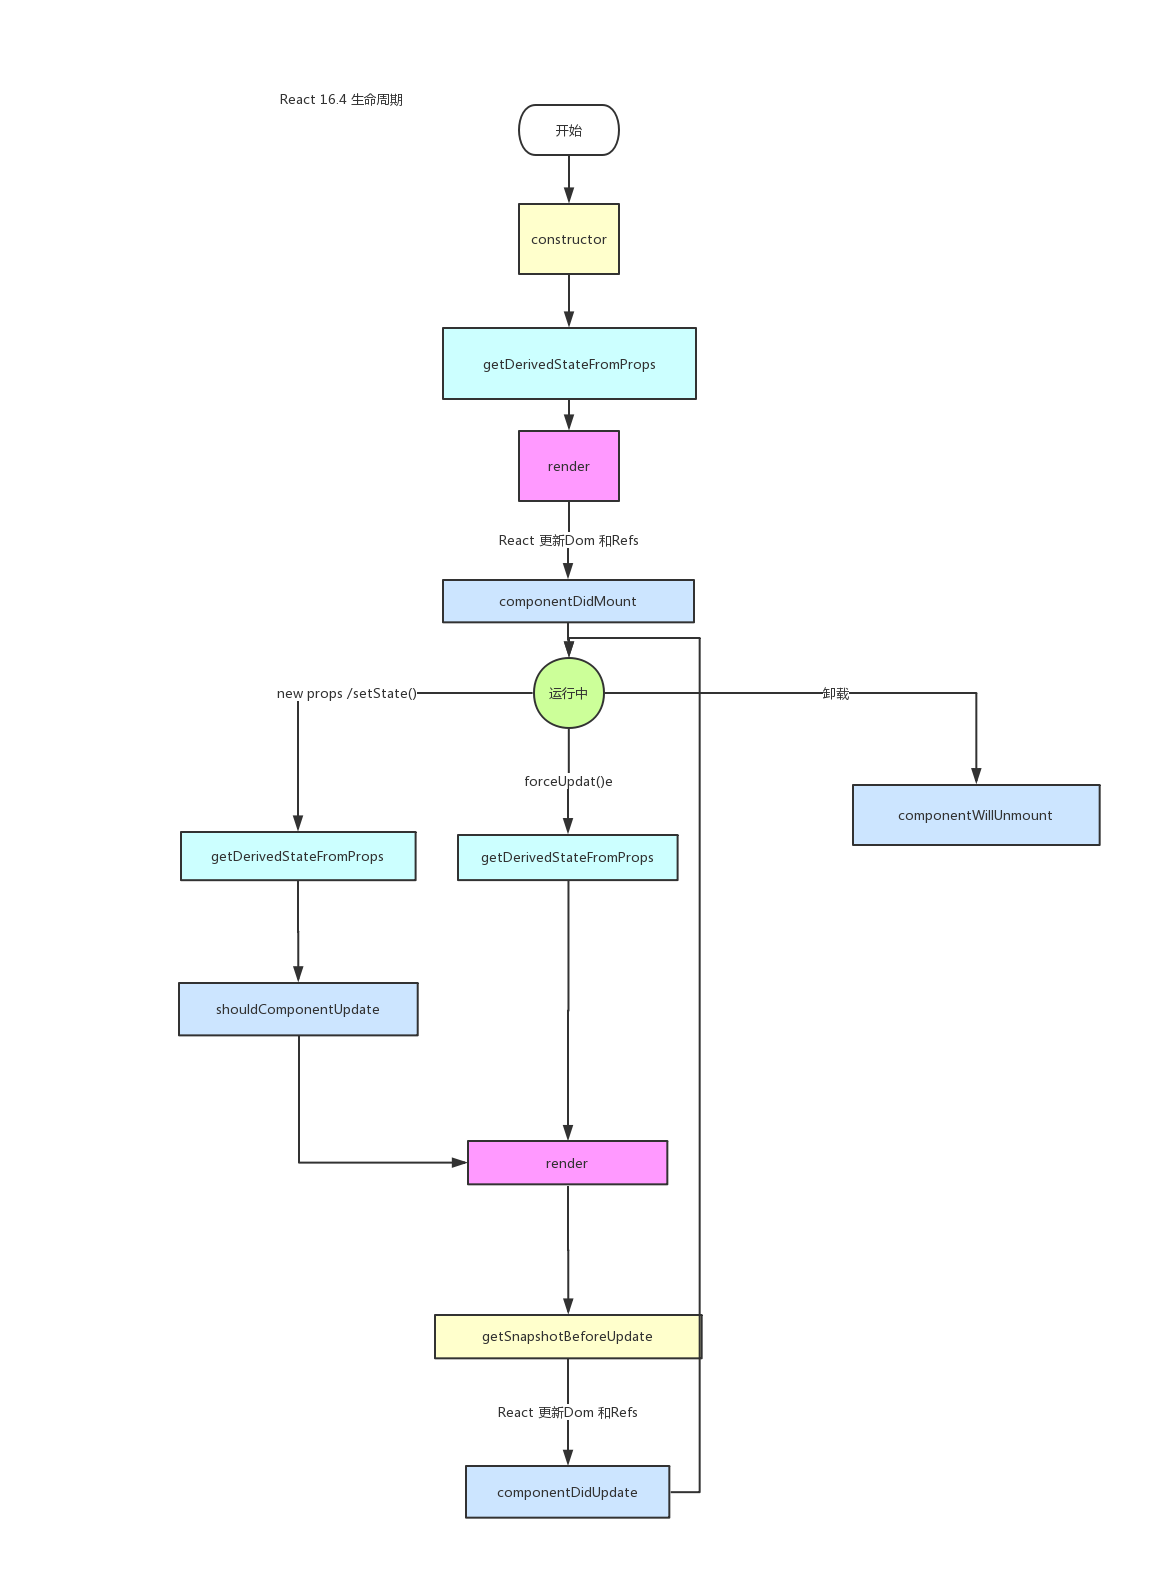 React 16.4 生命周期
开始
constructor
getDerivedStateFromProps
render
React 更新Dom 和Refs
componentDidMount
new props /setState()
运行中
卸载
forceUpdat()e
componentWillUnmount
getDerivedStateFromProps
getDerivedStateFromProps
shouldComponentUpdate
render
getSnapshotBeforeUpdate
React 更新Dom 和Refs
componentDidUpdate